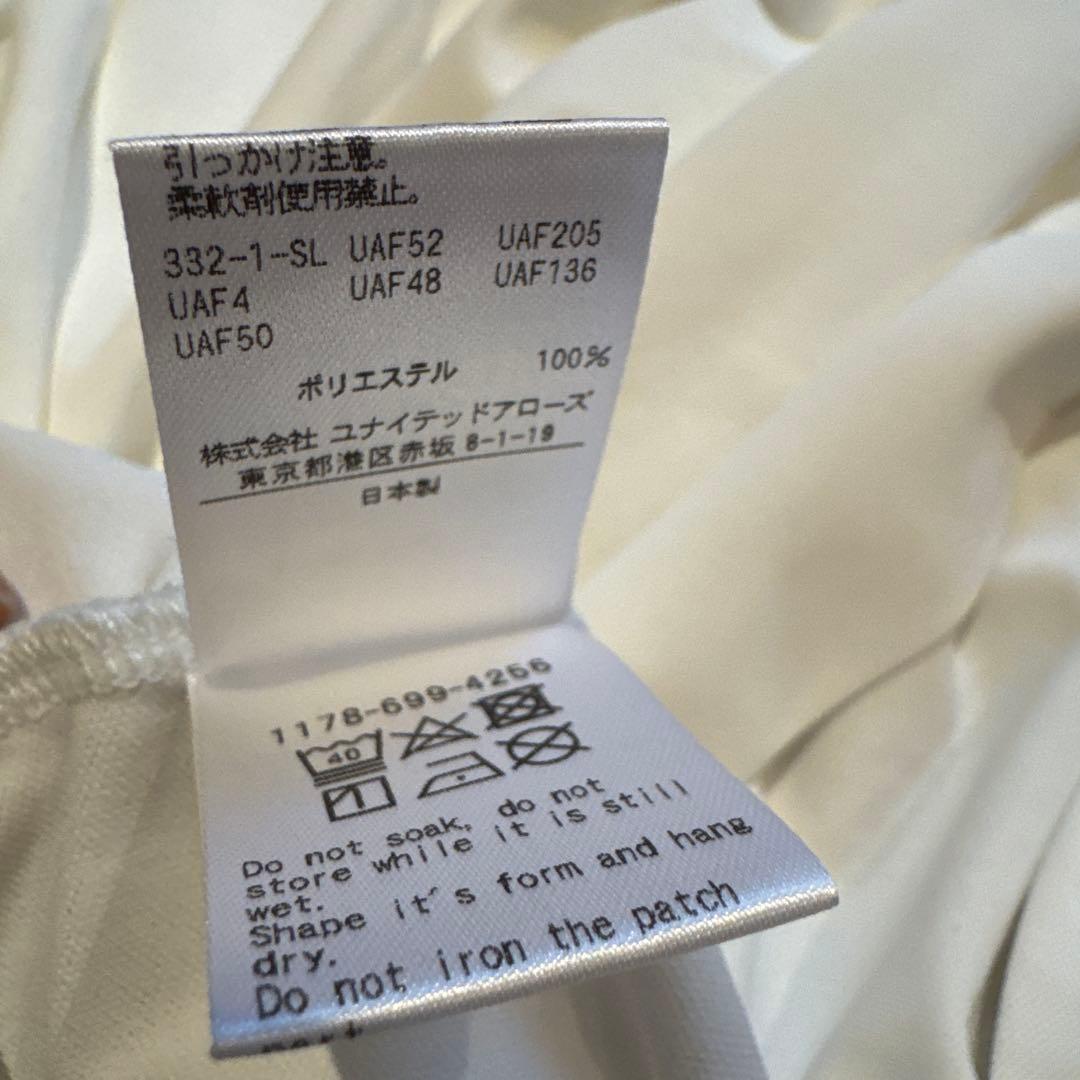 引っかけ注意。
柔軟剤使用禁止。
332-1-SL UAF52 UAF205
UAF4 UAF48 UAF136
UAF50
ポリエステル 100%
株式会社 ユナイテッドアローズ
東京都港区赤坂 8-1-19
日本製
1178-699-4256
40
Do not soak, do not
store while it is still
wet.
Shape it's form and hang
dry.
Do not iron the patch